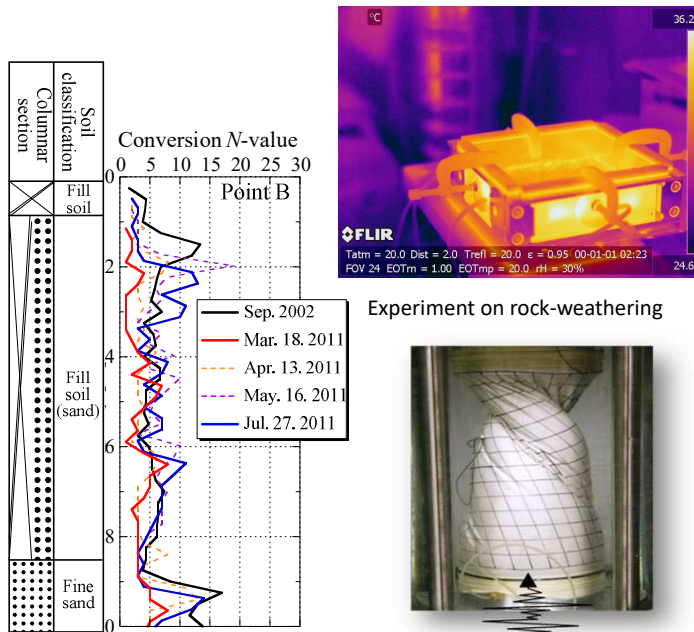 Soil
classification
Columnar
section
Fill
soil
Fill
soil
(sand)
Fine
sand
Conversion N-value
0 5 10 15 20 25 30
Point B
0
2
4
6
8
0
Sep. 2002
Mar. 18. 2011
Apr. 13. 2011
May. 16. 2011
Jul. 27. 2011
°C
36.2
FLIR
Tatm = 20.0 Dist = 2.0 Trefl = 20.0 ε = 0.95 00-01-01 02:23
FOV 24 EOTrn = 1.00 EOTmp = 20.0 rH = 30%
24.6
Experiment on rock-weathering